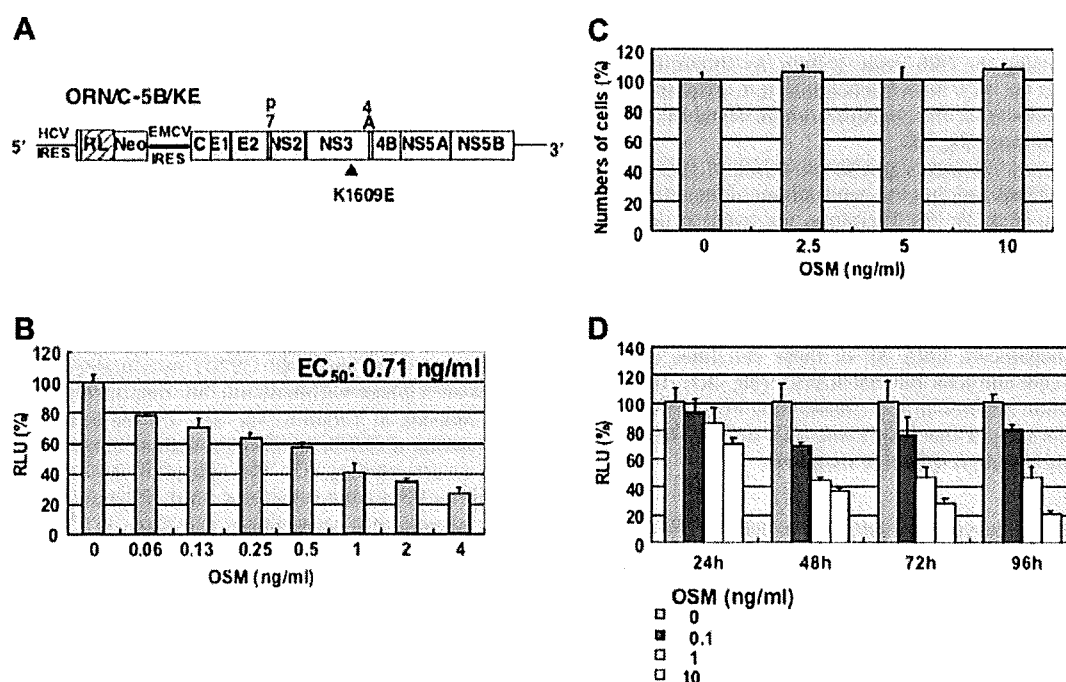 A
ORN/C-5B/KE
p7
4A
5’ HCV IRES RL Neo EMCV IRES C E1 E2 NS2 NS3 4B NS5A NS5B 3’
K1609E
B
120
100
80
60
40
20
0
RLU (%)
EC50: 0.71 ng/ml
0 0.06 0.13 0.25 0.5 1 2 4
OSM (ng/ml)
C
120
100
80
60
40
20
0
Numbers of cells (%)
0 2.5 5 10
OSM (ng/ml)
D
140
120
100
80
60
40
20
0
RLU (%)
24h 48h 72h 96h
OSM (ng/ml)
0
0.1
1
10